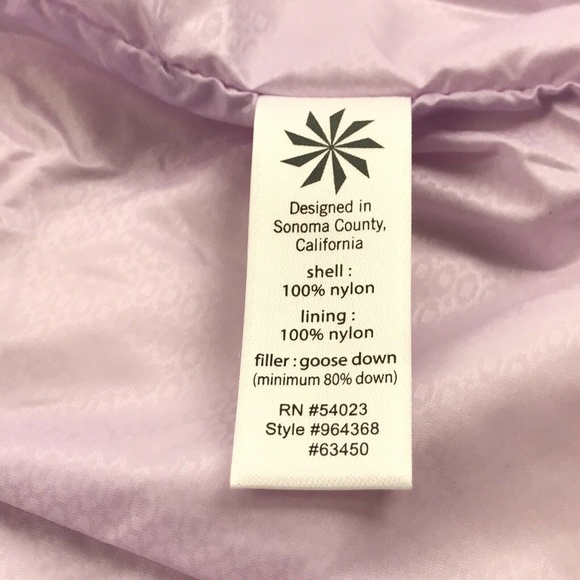 Designed in
Sonoma County,
California
shell :
100% nylon
lining :
100% nylon
filler : goose down
(minimum 80% down)
RN #54023
Style #964368
#63450